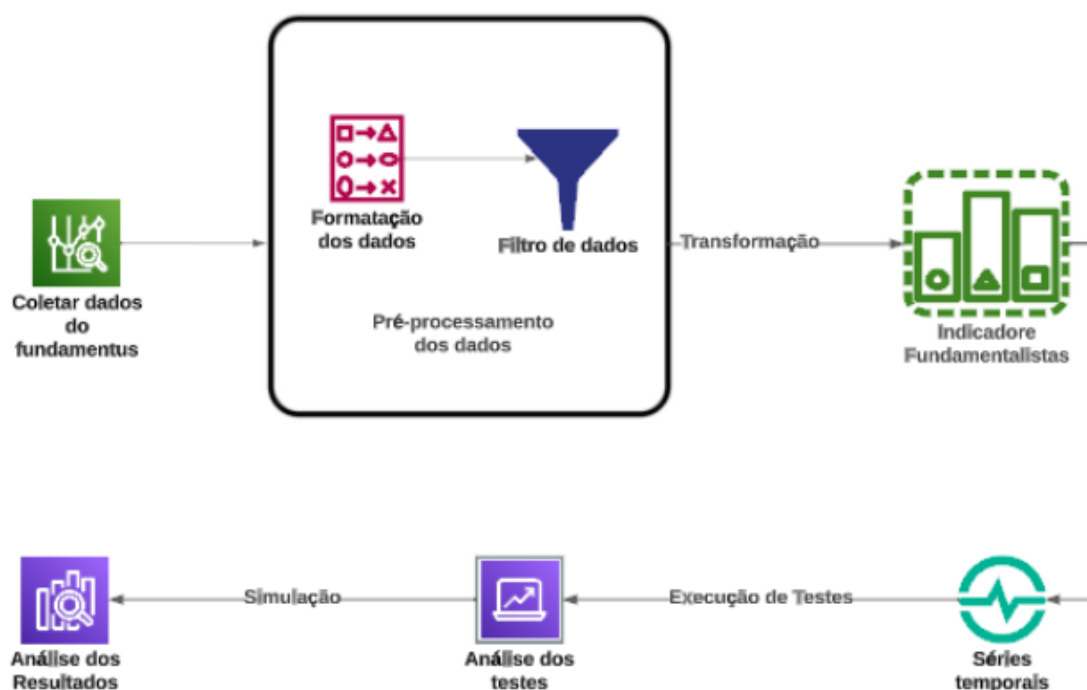 Formatação
dos dados
Filtro de dados
Transformação
Coletar dados
do
fundamentus
Pré-processamento
dos dados
Indicadore
Fundamentalistas
Simulação
Execução de Testes
Análise dos
Resultados
Análise dos
testes
Séries
temporais